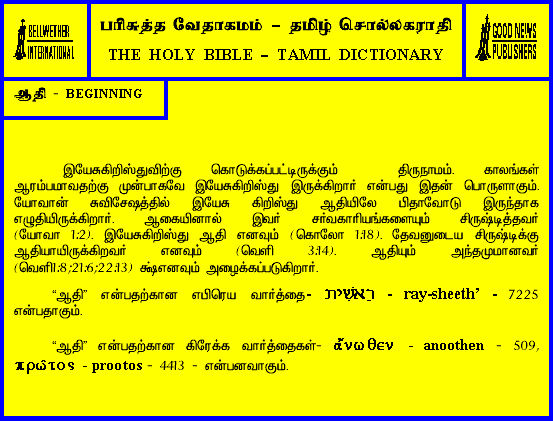 BELLWETHER
INTERNATIONAL
பரிசுத்த வேதாகமம் – தமிழ் சொல்லகராதி
THE HOLY BIBLE – TAMIL DICTIONARY
GOOD NEWS
PUBLISHERS
ஆதி - BEGINNING
இயேசுகிறிஸ்துவிற்கு கொடுக்கப்பட்டிருக்கும் திருநாமம். காலங்கள்
ஆரம்பமாவதற்கு முன்பாகவே இயேசுகிறிஸ்து இருக்கிறார் என்பது இதன் பொருளாகும்.
யோவான் சுவிசேஷத்தில் இயேசு கிறிஸ்து ஆதியிலே பிதாவோடு இருந்தாக
எழுதியிருக்கிறார். ஆகையினால் இவர் சர்வகாரியங்களையும் சிருஷ்டித்தவர்
(யோவா 1:2). இயேசுகிறிஸ்து ஆதி எனவும் (கொலோ 1:18). தேவனுடைய சிருஷ்டிக்கு
ஆதியாயிருக்கிறவர் எனவும் (வெளி 3:14). ஆதியும் அந்தமுமானவர்
(வெளி1:8;21:6;22:13) க்ஷஎனவும் அழைக்கப்படுகிறார்.
“ஆதி” என்பதற்கான எபிரெய வார்த்தை- רֵאשִׁית - ray-sheeth’ - 7225
என்பதாகும்.
“ஆதி” என்பதற்கான கிரேக்க வார்த்தைகள்- ἄνωθεν - anoothen - 509,
πρῶτος - prootos - 4413 - என்பனவாகும்.